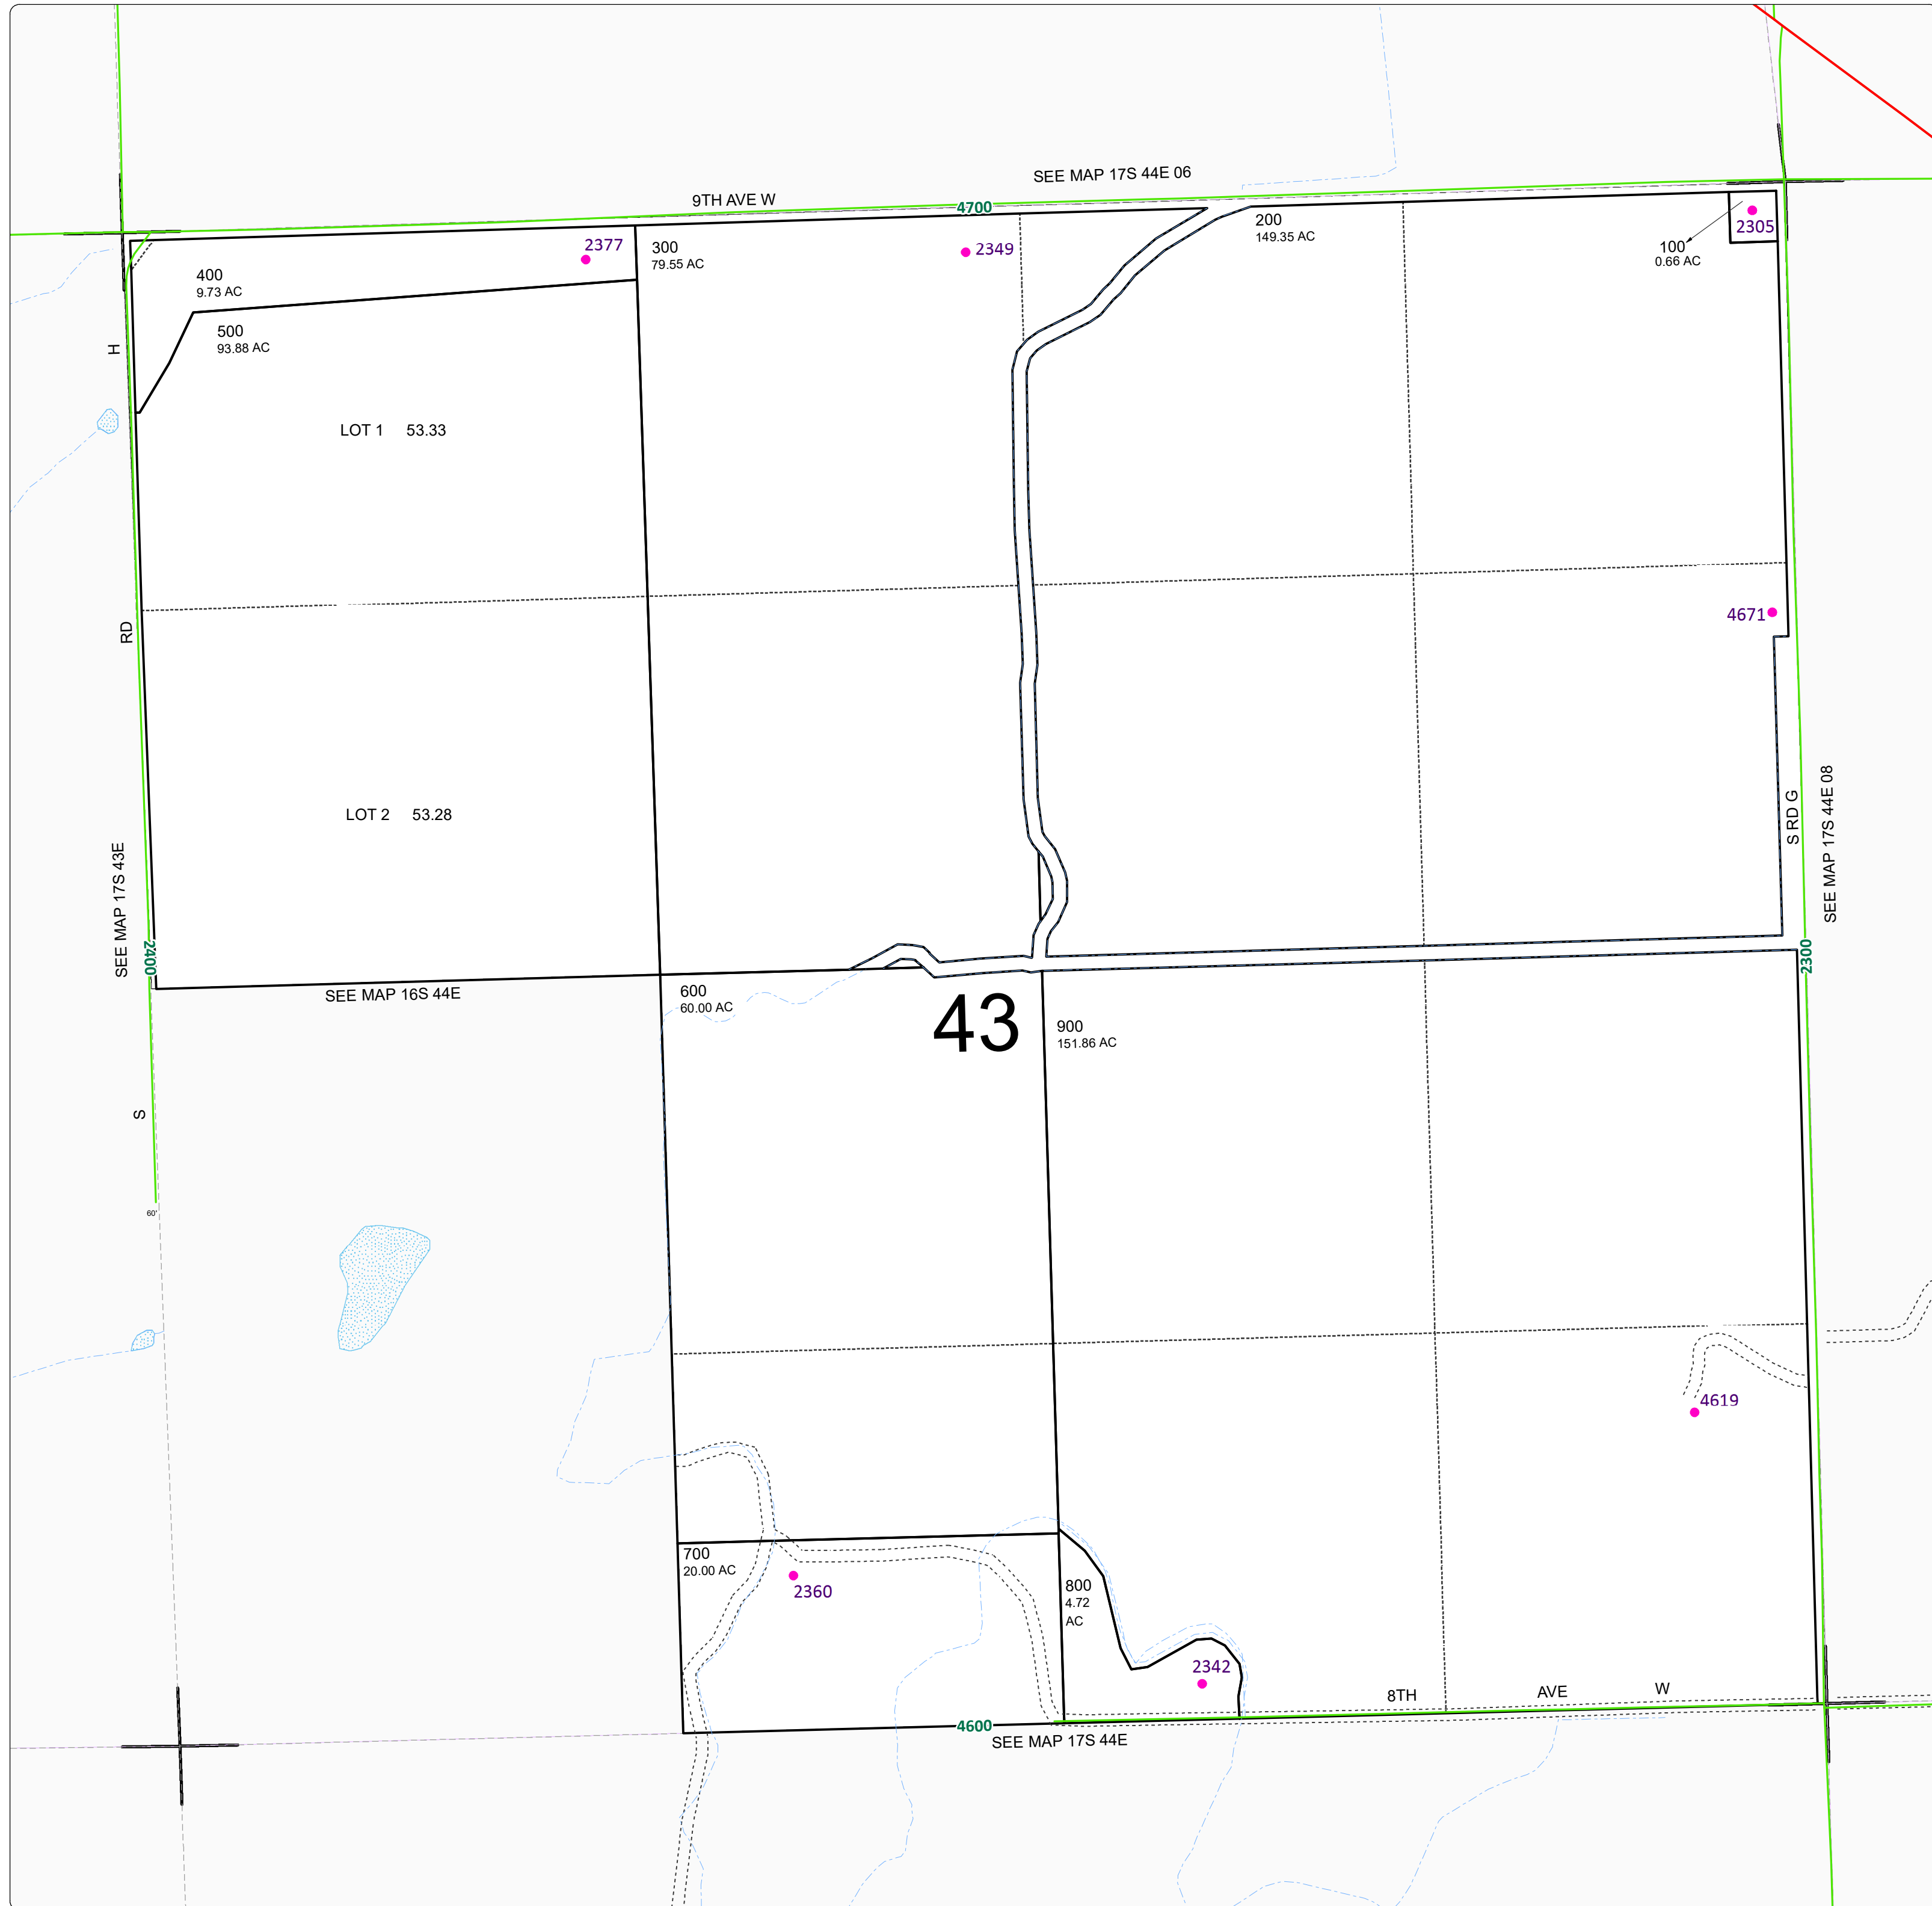 SEE MAP 17S 44E 06
9TH AVE W
4700
200
149.35 AC
2305
100
0.66 AC
2377
300
79.55 AC
2349
400
9.73 AC
500
93.88 AC
H
LOT 1 53.33
RD
4671
LOT 2 53.28
S RD G
SEE MAP 17S 44E 08
SEE MAP 17S 43E
2400
2300
SEE MAP 16S 44E
600
60.00 AC
43
900
151.86 AC
S
60'
4619
700
20.00 AC
2360
800
4.72
AC
2342
8TH AVE W
4600
SEE MAP 17S 44E